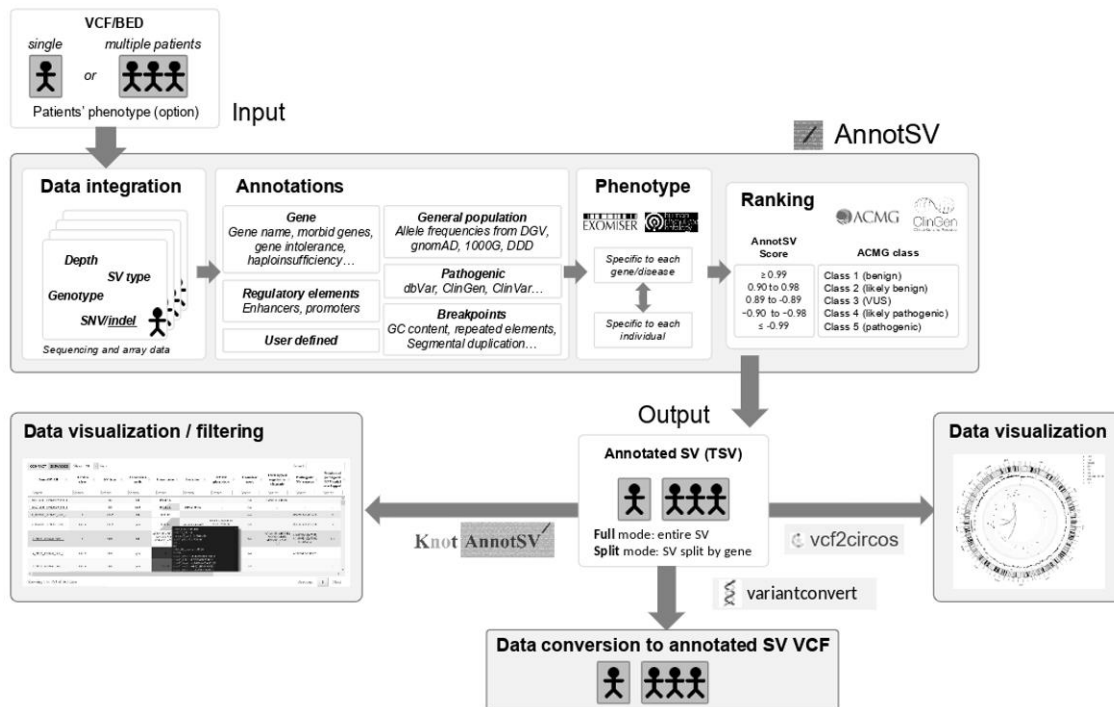 VCF/BED
single
multiple patients
or
Patients' phenotype (option)
Input
AnnotSV
Data integration
Depth
SV type
Genotype
SNV/indel
Sequencing and array data
Annotations
Gene
Gene name, morbid genes,
gene intolerance,
haploinsufficiency...
Regulatory elements
Enhancers, promoters
User defined
General population
Allele frequencies from DGV,
gnomAD, 1000G, DDD
Pathogenic
dbVar, ClinGen, ClinVar...
Breakpoints
GC content, repeated elements,
Segmental duplication...
Phenotype
EXOMISER
Specific to each
gene/disease
Specific to each
individual
Ranking
ACMG
ClinGen
AnnotSV
Score
ACMG class
≥ 0.99
Class 1 (benign)
0.90 to 0.98
Class 2 (likely benign)
0.89 to -0.89
Class 3 (VUS)
−0.90 to −0.98
Class 4 (likely pathogenic)
≤ -0.99
Class 5 (pathogenic)
Output
Data visualization / filtering
Annotated SV (TSV)
Full mode: entire SV
Split mode: SV split by gene
Knot AnnotSV
vcf2circos
Data visualization
variantconvert
Data conversion to annotated SV VCF